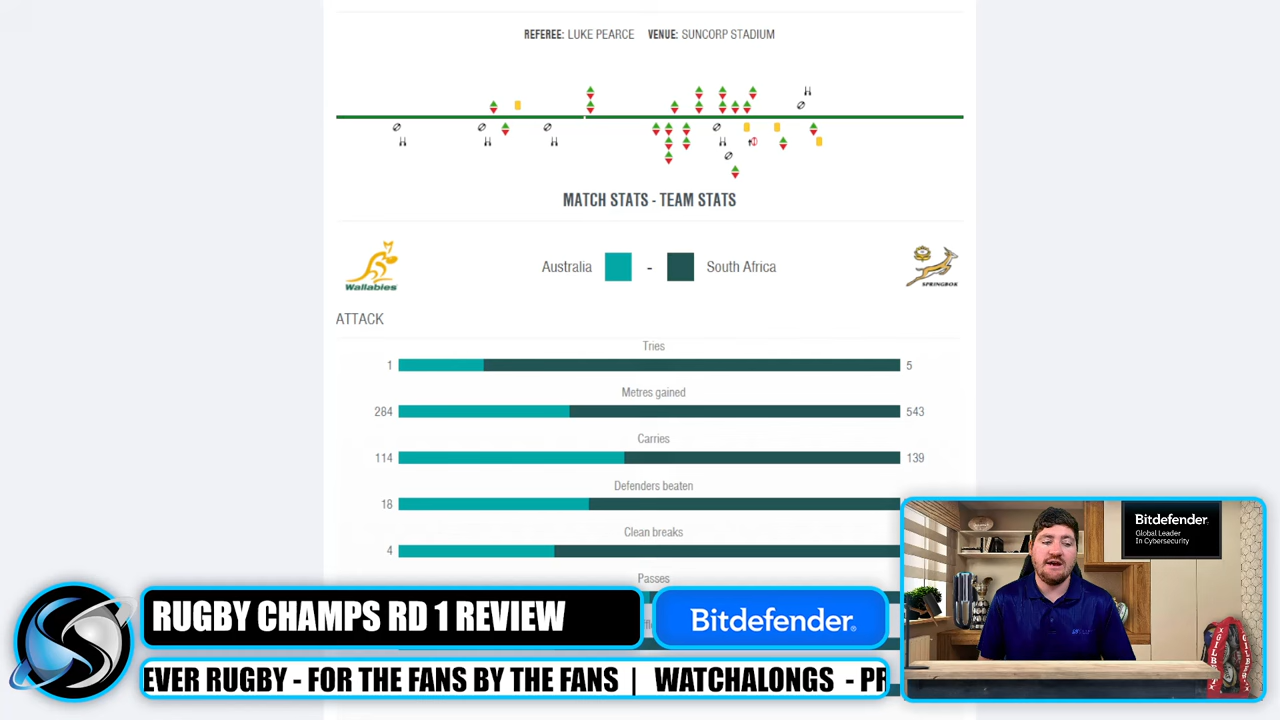 REFEREE: LUKE PEARCE VENUE: SUNCORP STADIUM
MATCH STATS - TEAM STATS
Wallabies
Australia - South Africa
SPRINGBOK
ATTACK
Tries
1 5
Metres gained
284 543
Carries
114 139
Defenders beaten
18
Clean breaks
4
Passes
Bitdefender
Global Leader
In Cybersecurity
RUGBY CHAMPS RD 1 REVIEW
Bitdefender
EVER RUGBY - FOR THE FANS BY THE FANS | WATCHALONGS - PR
GILBERT